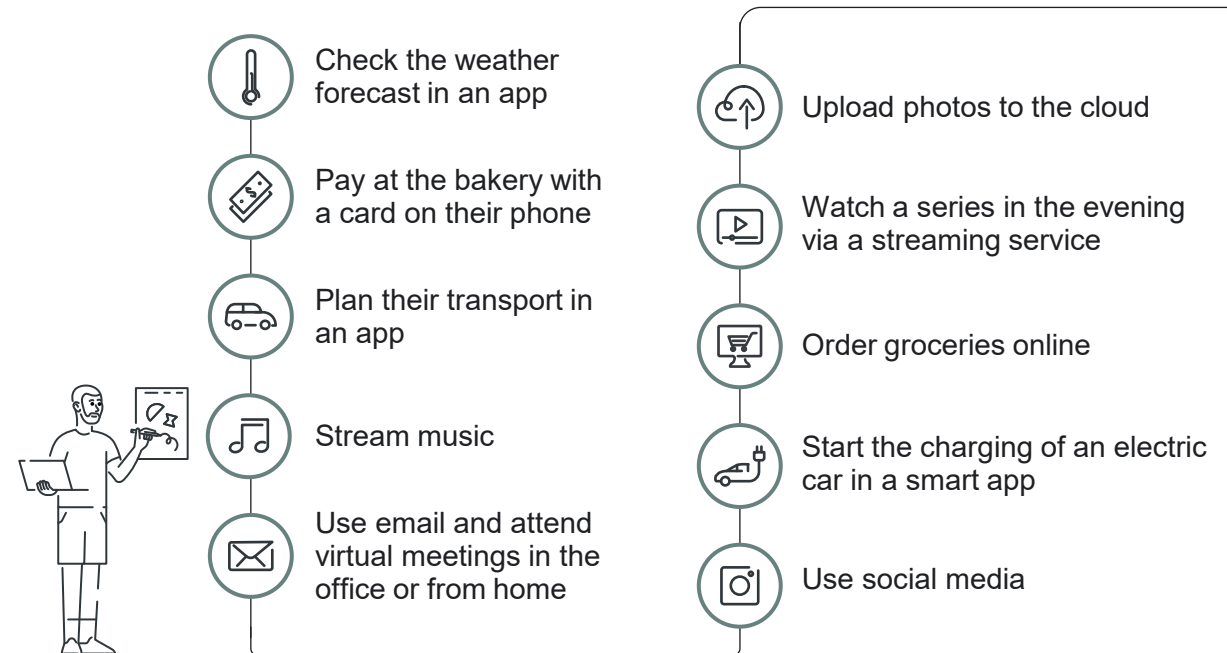 Check the weather
forecast in an app
Pay at the bakery with
a card on their phone
Plan their transport in
an app
Stream music
Use email and attend
virtual meetings in the
office or from home
Upload photos to the cloud
Watch a series in the evening
via a streaming service
Order groceries online
Start the charging of an electric
car in a smart app
Use social media